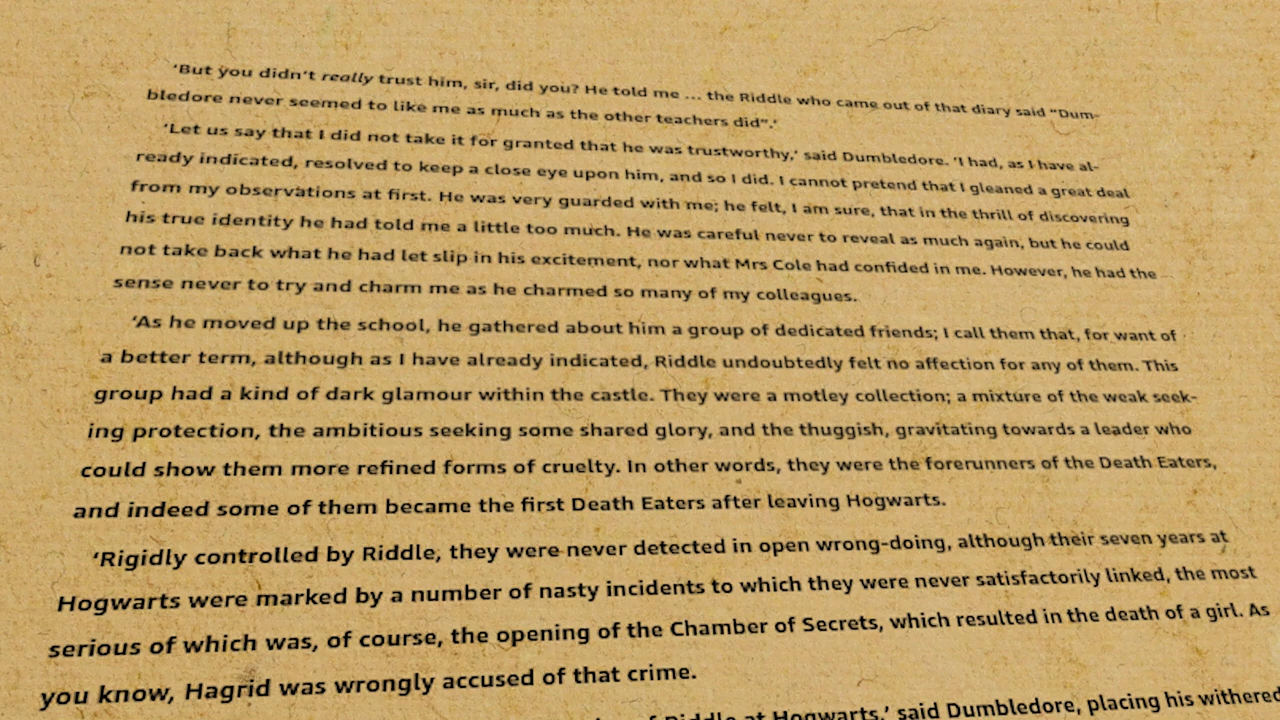 ‘But you didn’t really trust him, sir, did you? He told me ... the Riddle who came out of that diary said “Dum-
bledore never seemed to like me as much as the other teachers did”.’
‘Let us say that I did not take it for granted that he was trustworthy,’ said Dumbledore. ‘I had, as I have al-
ready indicated, resolved to keep a close eye upon him, and so I did. I cannot pretend that I gleaned a great deal
from my observations at first. He was very guarded with me; he felt, I am sure, that in the thrill of discovering
his true identity he had told me a little too much. He was careful never to reveal as much again, but he could
not take back what he had let slip in his excitement, nor what Mrs Cole had confided in me. However, he had the
sense never to try and charm me as he charmed so many of my colleagues.
‘As he moved up the school, he gathered about him a group of dedicated friends; I call them that, for want of
a better term, although as I have already indicated, Riddle undoubtedly felt no affection for any of them. This
group had a kind of dark glamour within the castle. They were a motley collection; a mixture of the weak seek-
ing protection, the ambitious seeking some shared glory, and the thuggish, gravitating towards a leader who
could show them more refined forms of cruelty. In other words, they were the forerunners of the Death Eaters,
and indeed some of them became the first Death Eaters after leaving Hogwarts.
‘Rigidly controlled by Riddle, they were never detected in open wrong-doing, although their seven years at
Hogwarts were marked by a number of nasty incidents to which they were never satisfactorily linked, the most
serious of which was, of course, the opening of the Chamber of Secrets, which resulted in the death of a girl. As
you know, Hagrid was wrongly accused of that crime.
of Riddle at Hogwarts,’ said Dumbledore, placing his withered